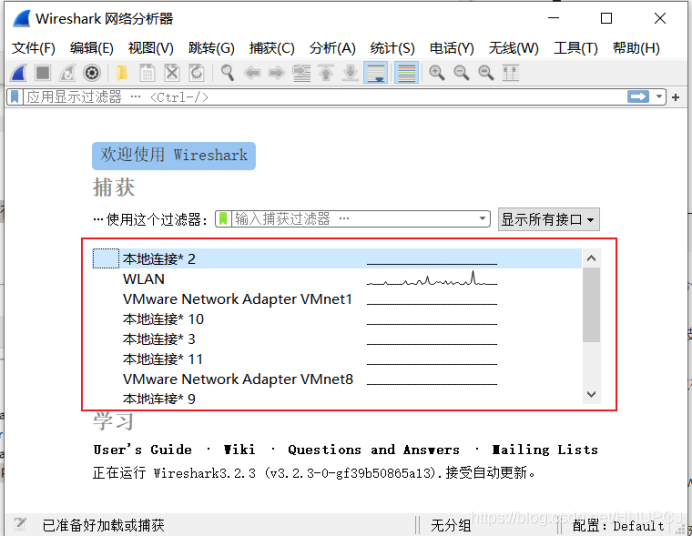 Wireshark 网络分析器
文件(F) 编辑(E) 视图(V) 跳转(G) 捕获(C) 分析(A) 统计(S) 电话(Y) 无线(W) 工具(T) 帮助(H)
应用显示过滤器 … <Ctrl-/>
欢迎使用 Wireshark
捕获
…使用这个过滤器: 输入捕获过滤器 … 显示所有接口
本地连接* 2
WLAN
VMware Network Adapter VMnet1
本地连接* 10
本地连接* 3
本地连接* 11
VMware Network Adapter VMnet8
本地连接* 9
学习
User's Guide · Wiki · Questions and Answers · Mailing Lists
正在运行 Wireshark3.2.3 (v3.2.3-0-gf39b50865a13).接受自动更新。
已准备好加载或捕获 无分组 配置：Default